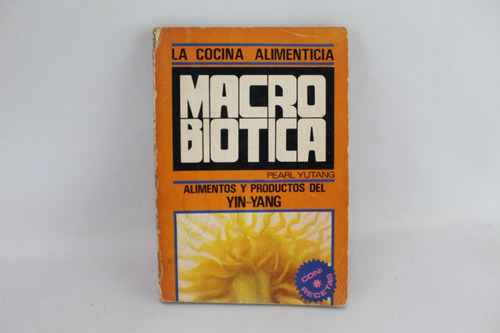 LA COCINA ALIMENTICIA
MACRO
BIOTICA
PEARL YUTANG
ALIMENTOS Y PRODUCTOS DEL
YIN-YANG
CON
RECETAS